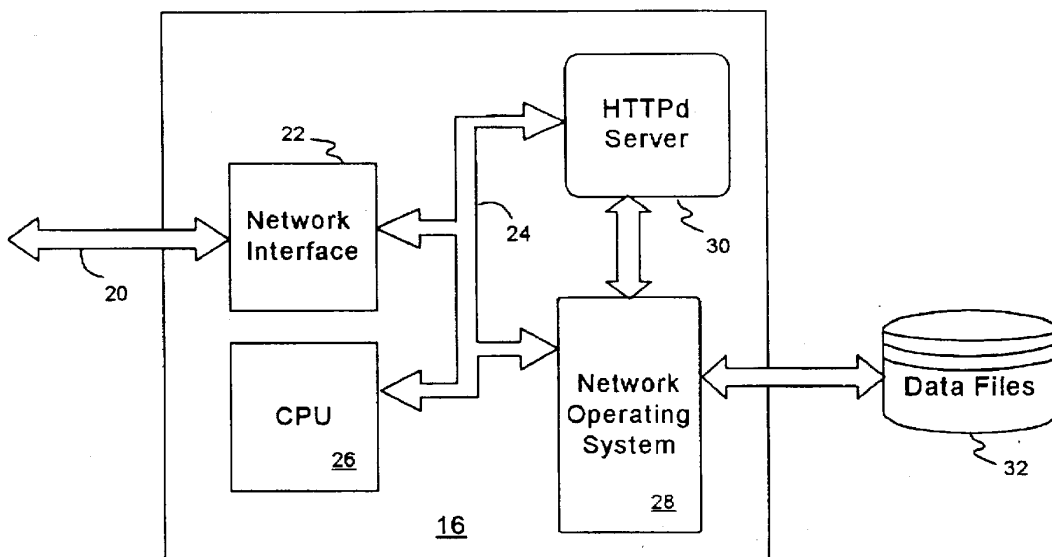 HTTPd
Server
22
Network
Interface
24
30
20
CPU
26
Network
Operating
System
28
Data Files
32
16